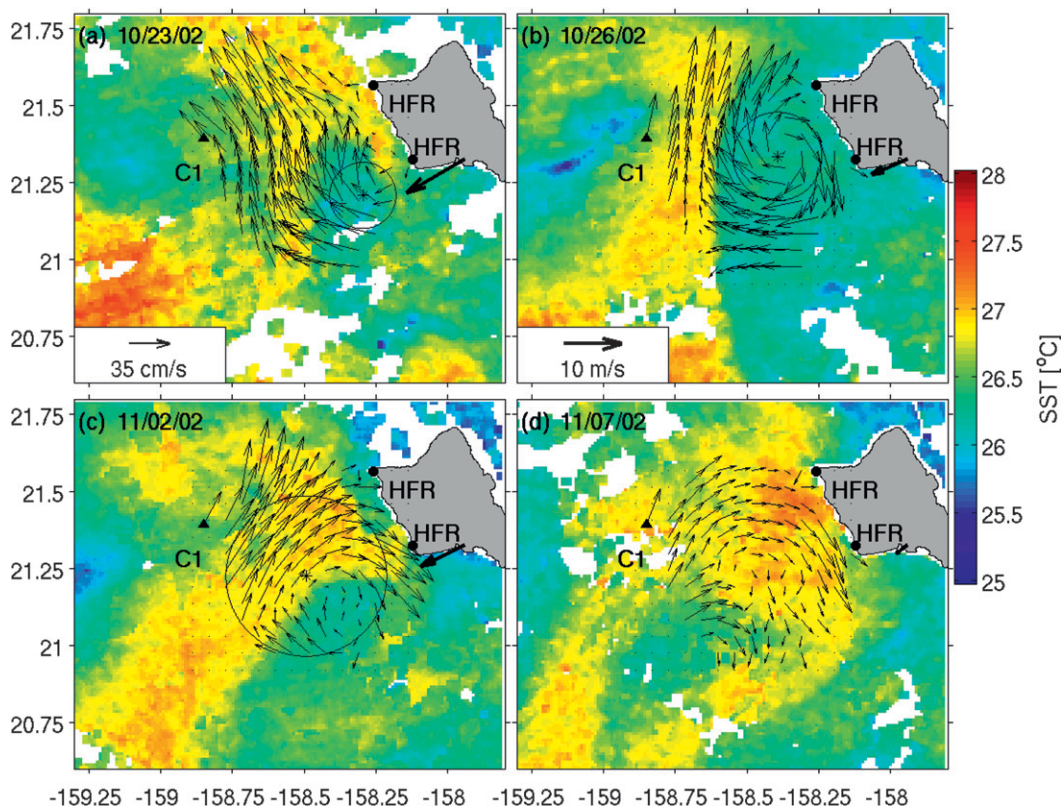 (a) 10/23/02
(b) 10/26/02
21.75
21.5
21.25
21
20.75
HFR
HFR
C1
35 cm/s
HFR
HFR
C1
10 m/s
28
27.5
27
26.5
26
25.5
25
SST [°C]
(c) 11/02/02
(d) 11/07/02
21.75
21.5
21.25
21
20.75
HFR
HFR
C1
HFR
HFR
C1
-159.25 -159 -158.75 -158.5 -158.25 -158
-159.25 -159 -158.75 -158.5 -158.25 -158